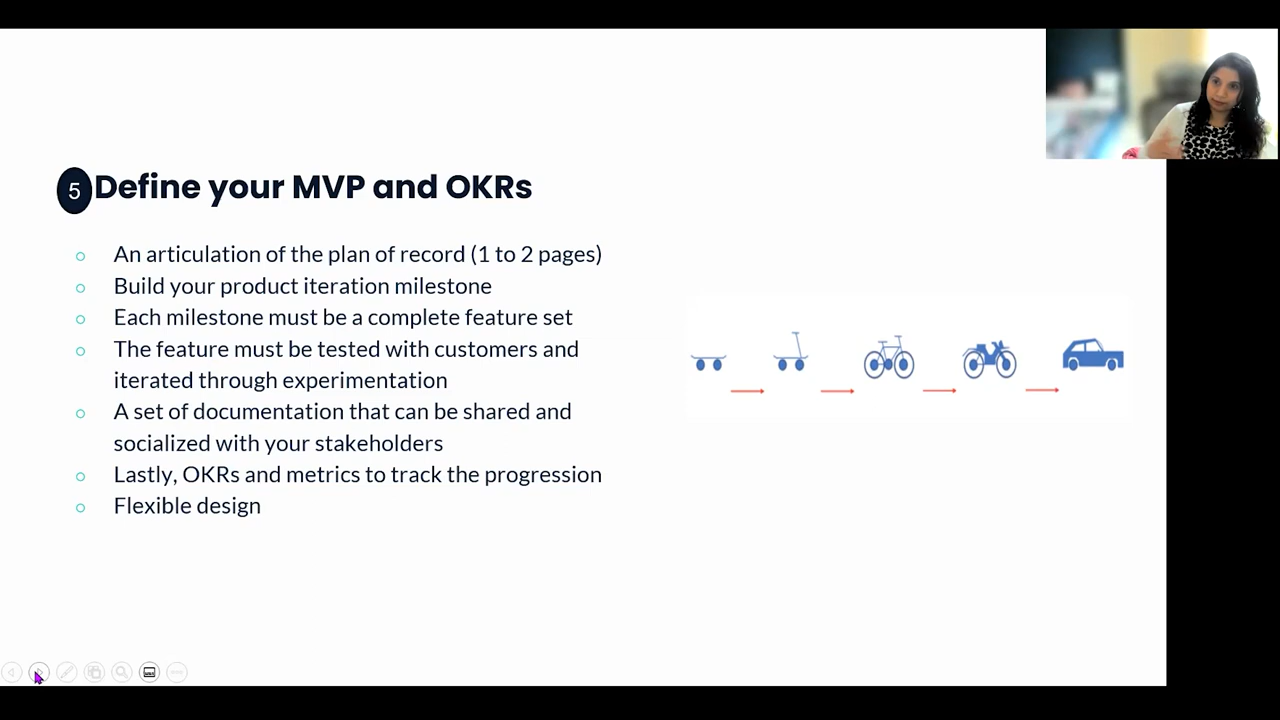 5 Define your MVP and OKRs
An articulation of the plan of record (1 to 2 pages)
Build your product iteration milestone
Each milestone must be a complete feature set
The feature must be tested with customers and
iterated through experimentation
A set of documentation that can be shared and
socialized with your stakeholders
Lastly, OKRs and metrics to track the progression
Flexible design